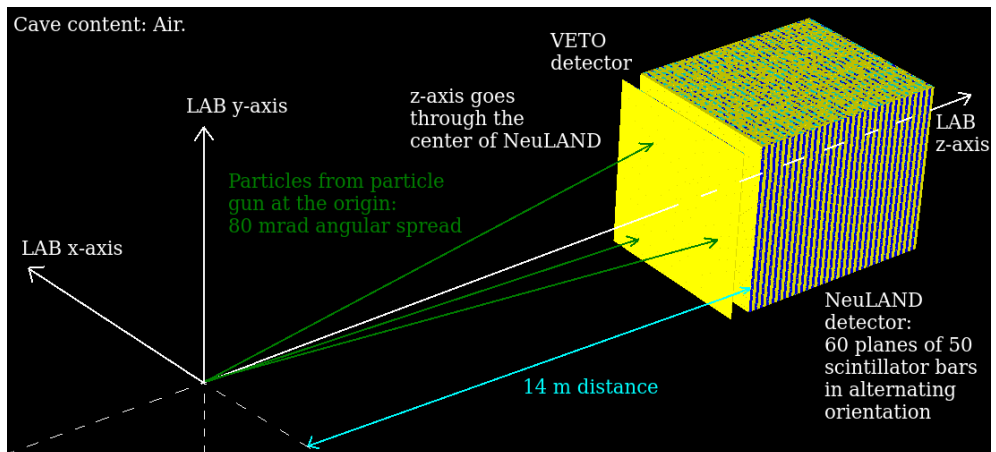 Cave content: Air.
VETO
detector
z-axis goes
through the
center of NeuLAND
LAB y-axis
LAB
z-axis
Particles from particle
gun at the origin:
80 mrad angular spread
LAB x-axis
NeuLAND
detector:
60 planes of 50
scintillator bars
in alternating
orientation
14 m distance